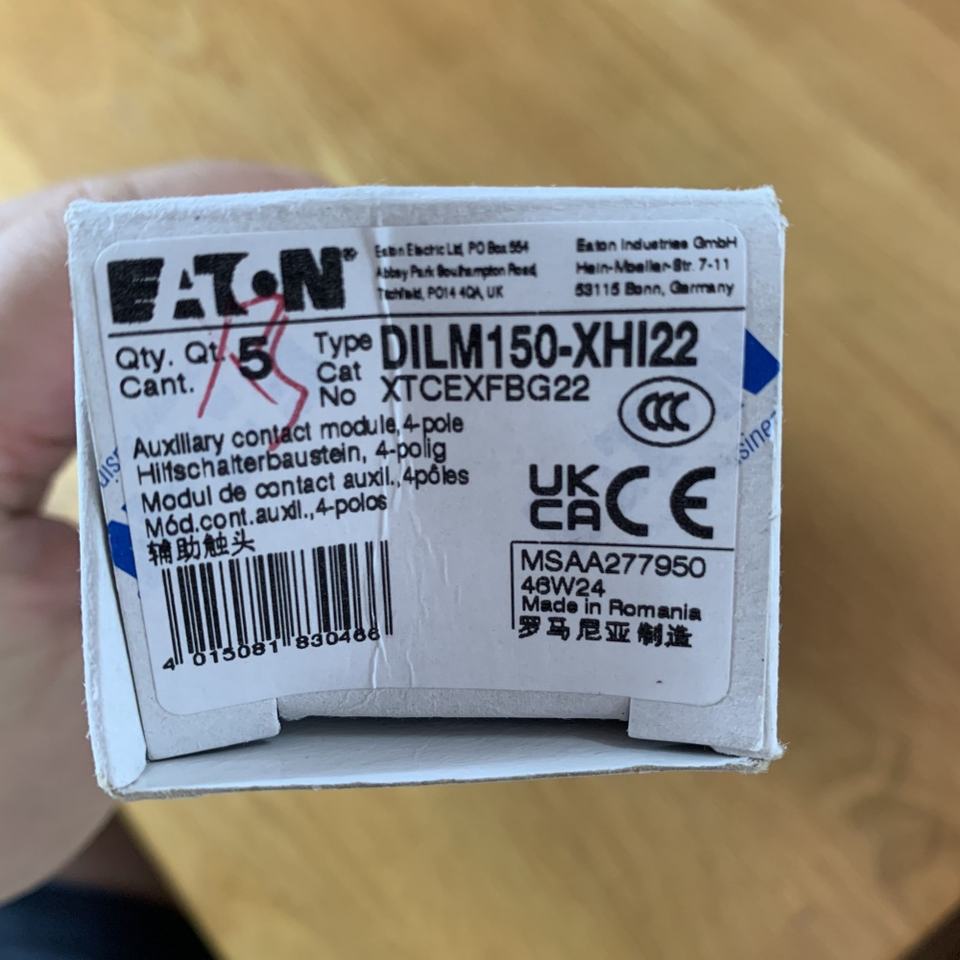 EATON®
Eaton Electric Ltd, PO Box 554
Abbey Park Southampton Road,
Titchfield, PO14 4QA, UK
Eaton Industries GmbH
Hein-Moeller-Str. 7-11
53115 Bonn, Germany
Qty. Qt. 5
Cant.
Type DILM150-XHI22
Cat XTCEXFBG22
No
CCC
Auxiliary contact module, 4-pole
Hilfschalterbaustein, 4-polig
Modul de contact auxil., 4pôles
Mód.cont.auxil., 4-polos
辅助触头
UK
CA
CE
4 015081 830466
MSAA277950
46W24
Made in Romania
罗马尼亚制造